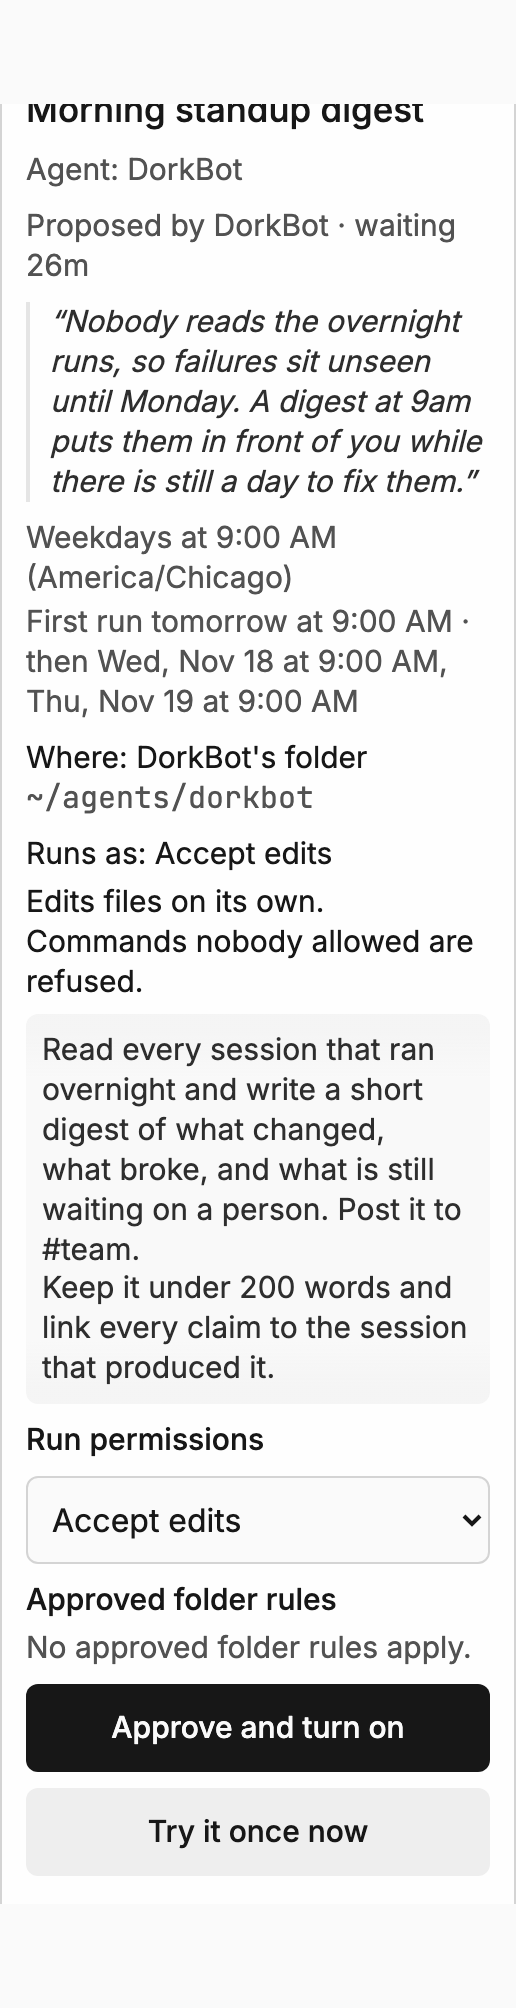 Morning standup digest
Agent: DorkBot
Proposed by DorkBot · waiting
26m
“Nobody reads the overnight
runs, so failures sit unseen
until Monday. A digest at 9am
puts them in front of you while
there is still a day to fix them.”
Weekdays at 9:00 AM
(America/Chicago)
First run tomorrow at 9:00 AM ·
then Wed, Nov 18 at 9:00 AM,
Thu, Nov 19 at 9:00 AM
Where: DorkBot's folder
~/agents/dorkbot
Runs as: Accept edits
Edits files on its own.
Commands nobody allowed are
refused.
Read every session that ran
overnight and write a short
digest of what changed,
what broke, and what is still
waiting on a person. Post it to
#team.
Keep it under 200 words and
link every claim to the session
that produced it.
Run permissions
Accept edits
Approved folder rules
No approved folder rules apply.
Approve and turn on
Try it once now